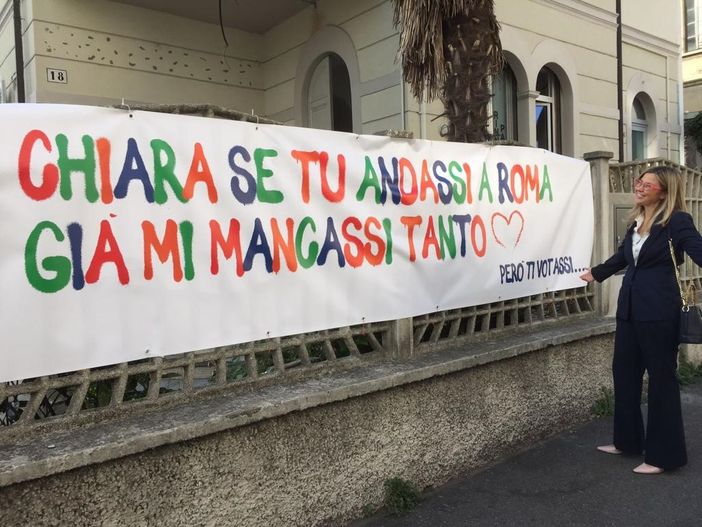 18
CHIARA SE TU ANDASSI A ROMA
GIÀ MI MANCASSI TANTO
PERÒ TI VOTASSI....